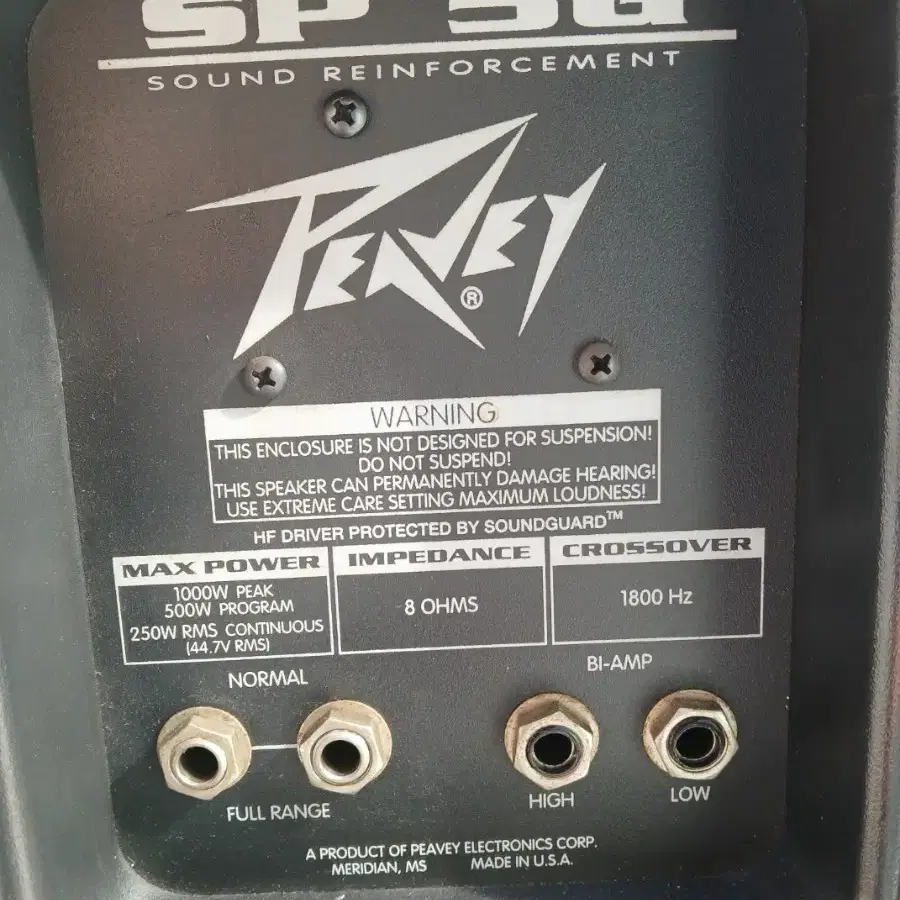 SP 5G
SOUND REINFORCEMENT
PEAVEY®
WARNING
THIS ENCLOSURE IS NOT DESIGNED FOR SUSPENSION!
DO NOT SUSPEND!
THIS SPEAKER CAN PERMANENTLY DAMAGE HEARING!
USE EXTREME CARE SETTING MAXIMUM LOUDNESS!
HF DRIVER PROTECTED BY SOUNDGUARD™
MAX POWER
1000W PEAK
500W PROGRAM
250W RMS CONTINUOUS
(44.7V RMS)
IMPEDANCE
8 OHMS
CROSSOVER
1800 Hz
NORMAL
BI-AMP
FULL RANGE
HIGH
LOW
A PRODUCT OF PEAVEY ELECTRONICS CORP.
MERIDIAN, MS MADE IN U.S.A.